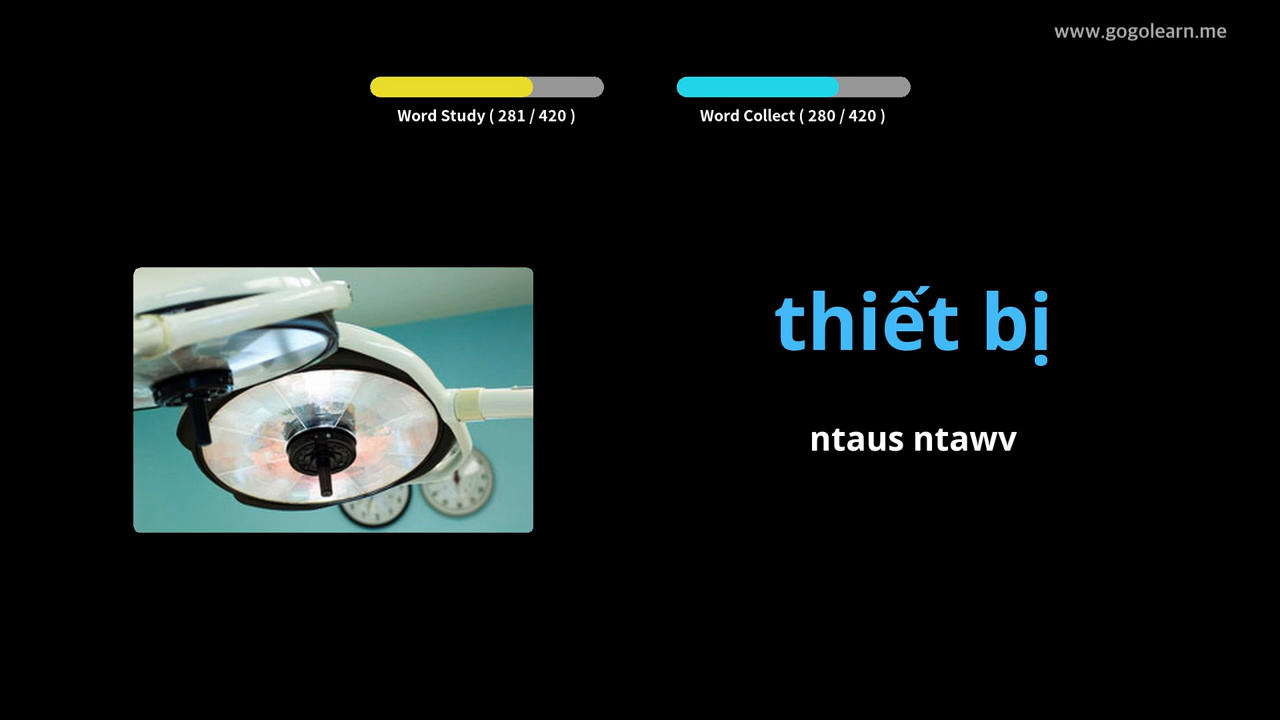 www.gogolearn.me
Word Study ( 281 / 420 )
Word Collect ( 280 / 420 )
thiết bị
ntaus ntawv